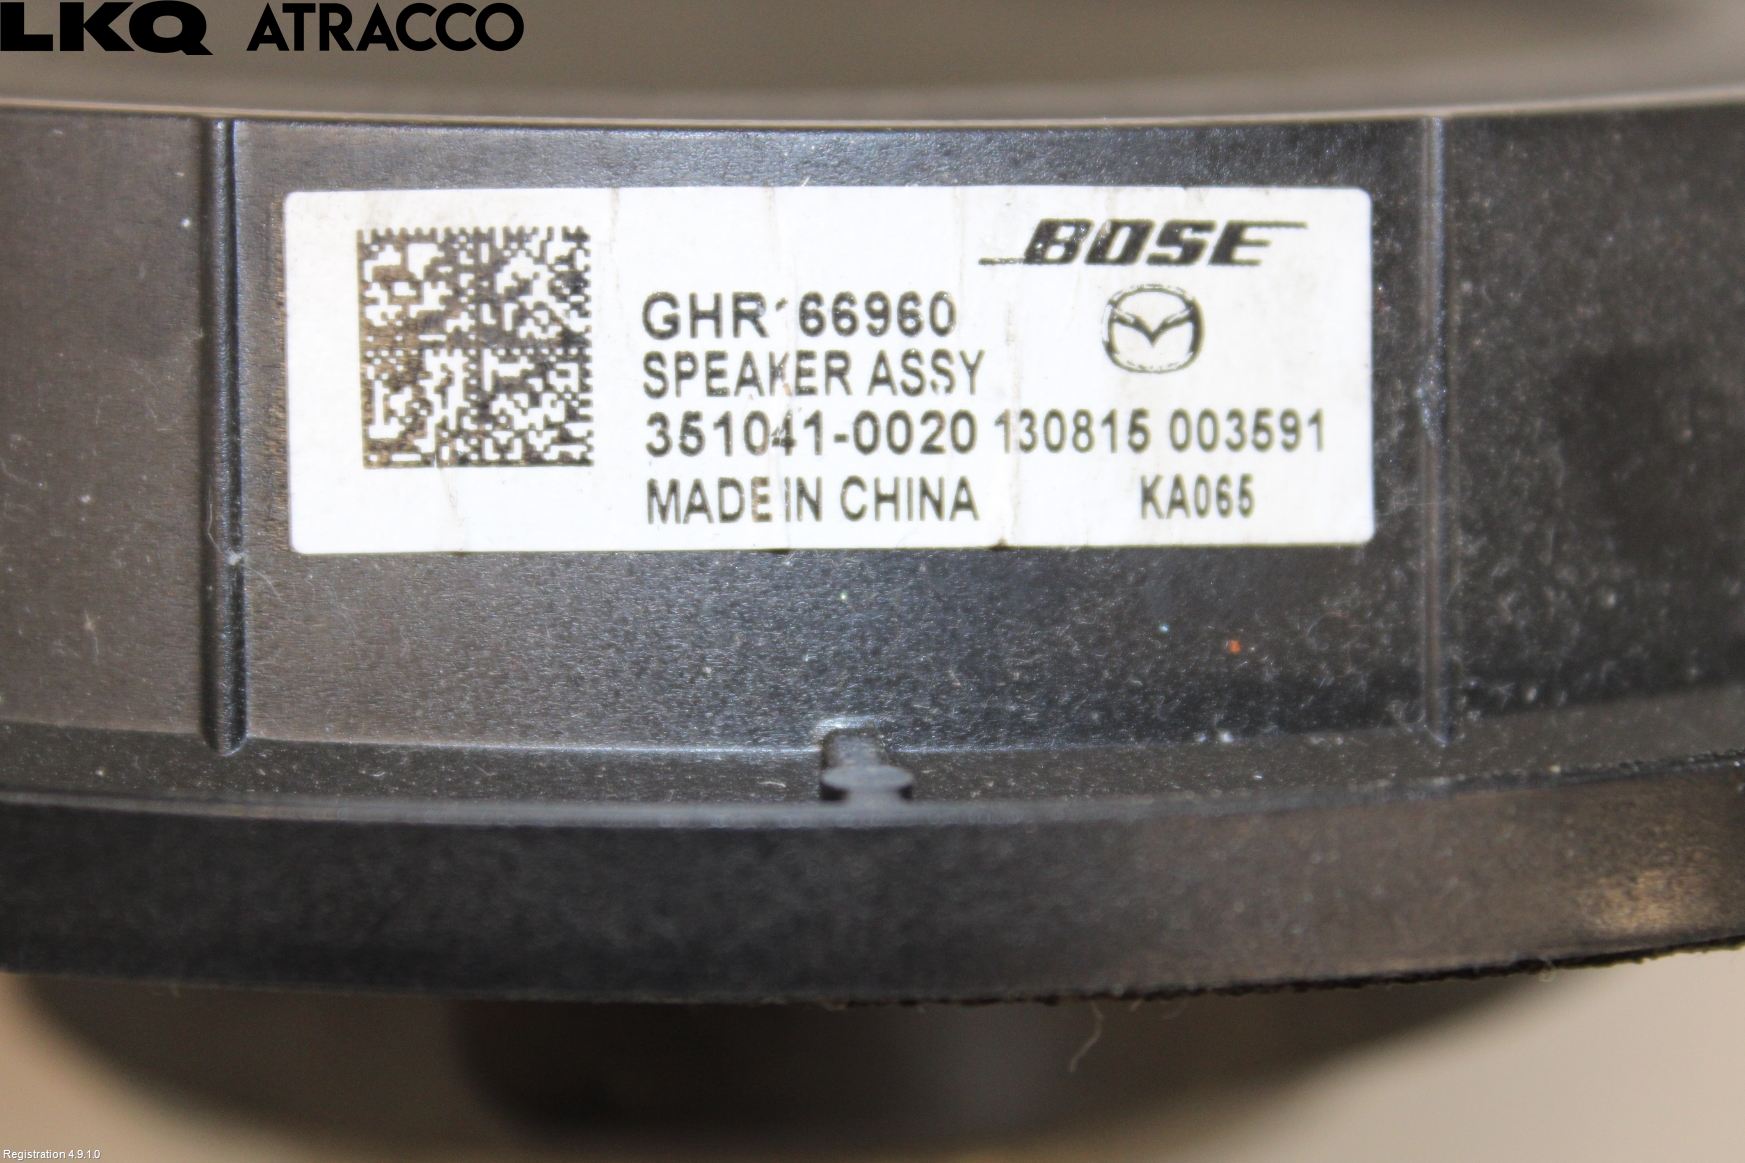 LKQ ATRACCO
BOSE
GHR166960
SPEAKER ASSY
351041-0020 130815 003591
MADE IN CHINA KA065
Registration 4.9.1.0